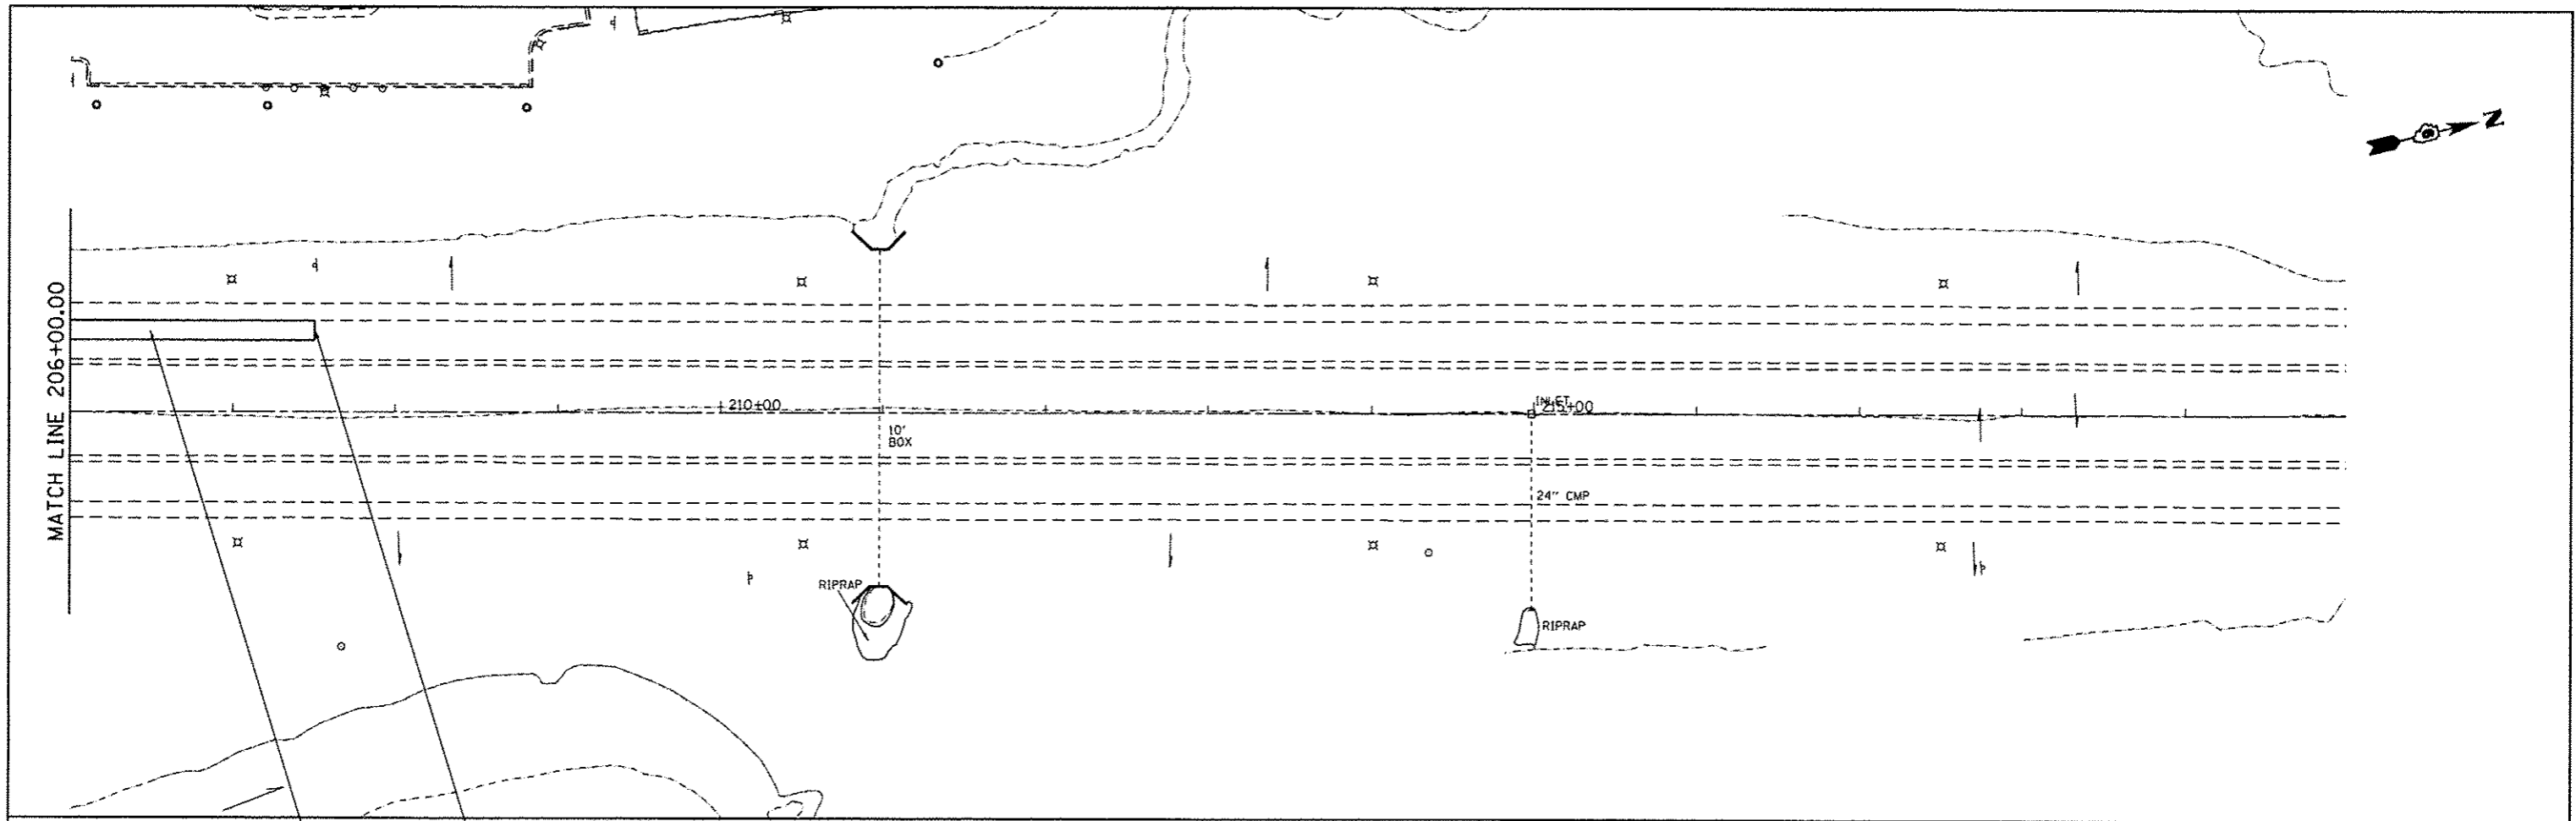 N
MATCH LINE 206+00.00
210+00
INLET
215+00
10'
BOX
24" CMP
RIPRAP
RIPRAP